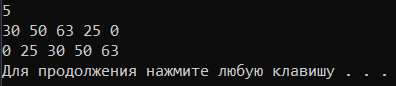 5
30 50 63 25 0
0 25 30 50 63
Для продолжения нажмите любую клавишу . . .